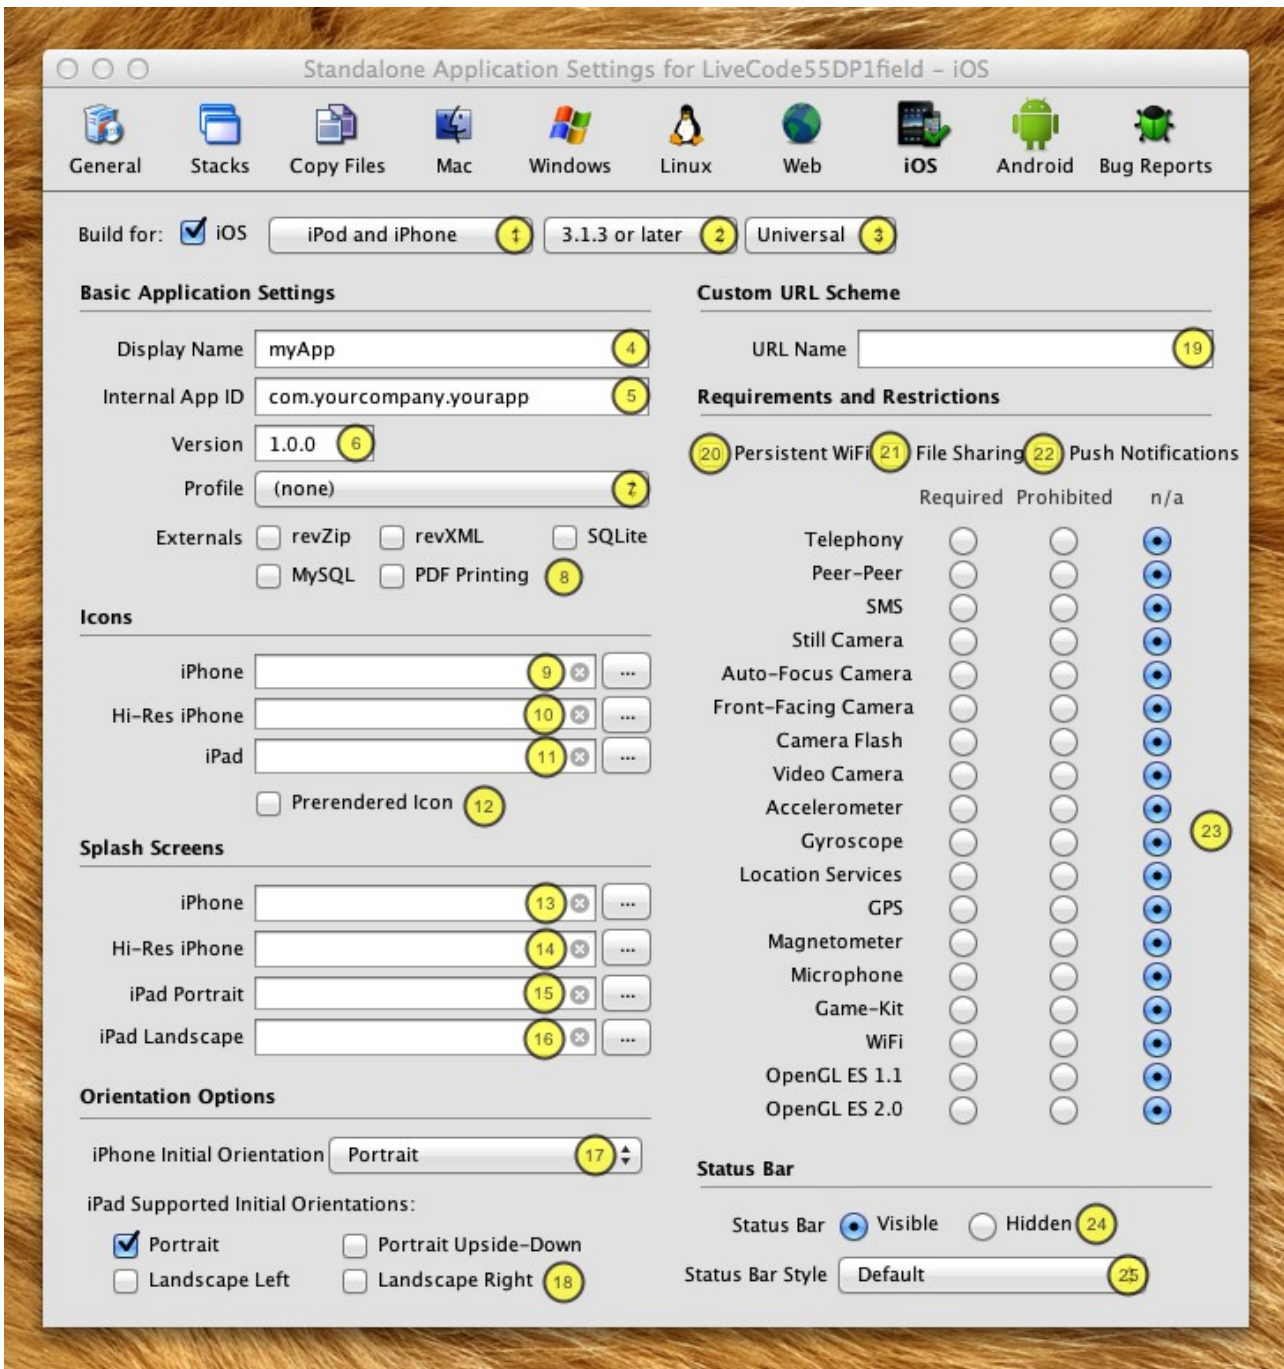 Standalone Application Settings for LiveCode55DP1field – iOS
General Stacks Copy Files Mac Windows Linux Web iOS Android Bug Reports
Build for: iOS iPod and iPhone 1 3.1.3 or later 2 Universal 3
Basic Application Settings
Display Name myApp 4
Internal App ID com.yourcompany.yourapp 5
Version 1.0.0 6
Profile (none) 7
Externals revZip revXML SQLite
MySQL PDF Printing 8
Icons
iPhone 9 ...
Hi-Res iPhone 10 ...
iPad 11 ...
Prerendered Icon 12
Splash Screens
iPhone 13 ...
Hi-Res iPhone 14 ...
iPad Portrait 15 ...
iPad Landscape 16 ...
Orientation Options
iPhone Initial Orientation Portrait 17
iPad Supported Initial Orientations:
Portrait Portrait Upside-Down
Landscape Left Landscape Right 18
Custom URL Scheme
URL Name 19
Requirements and Restrictions
20 Persistent WiFi 21 File Sharing 22 Push Notifications
Required Prohibited n/a
Telephony
Peer-Peer
SMS
Still Camera
Auto-Focus Camera
Front-Facing Camera
Camera Flash
Video Camera
Accelerometer
Gyroscope 23
Location Services
GPS
Magnetometer
Microphone
Game-Kit
WiFi
OpenGL ES 1.1
OpenGL ES 2.0
Status Bar
Status Bar Visible Hidden 24
Status Bar Style Default 25